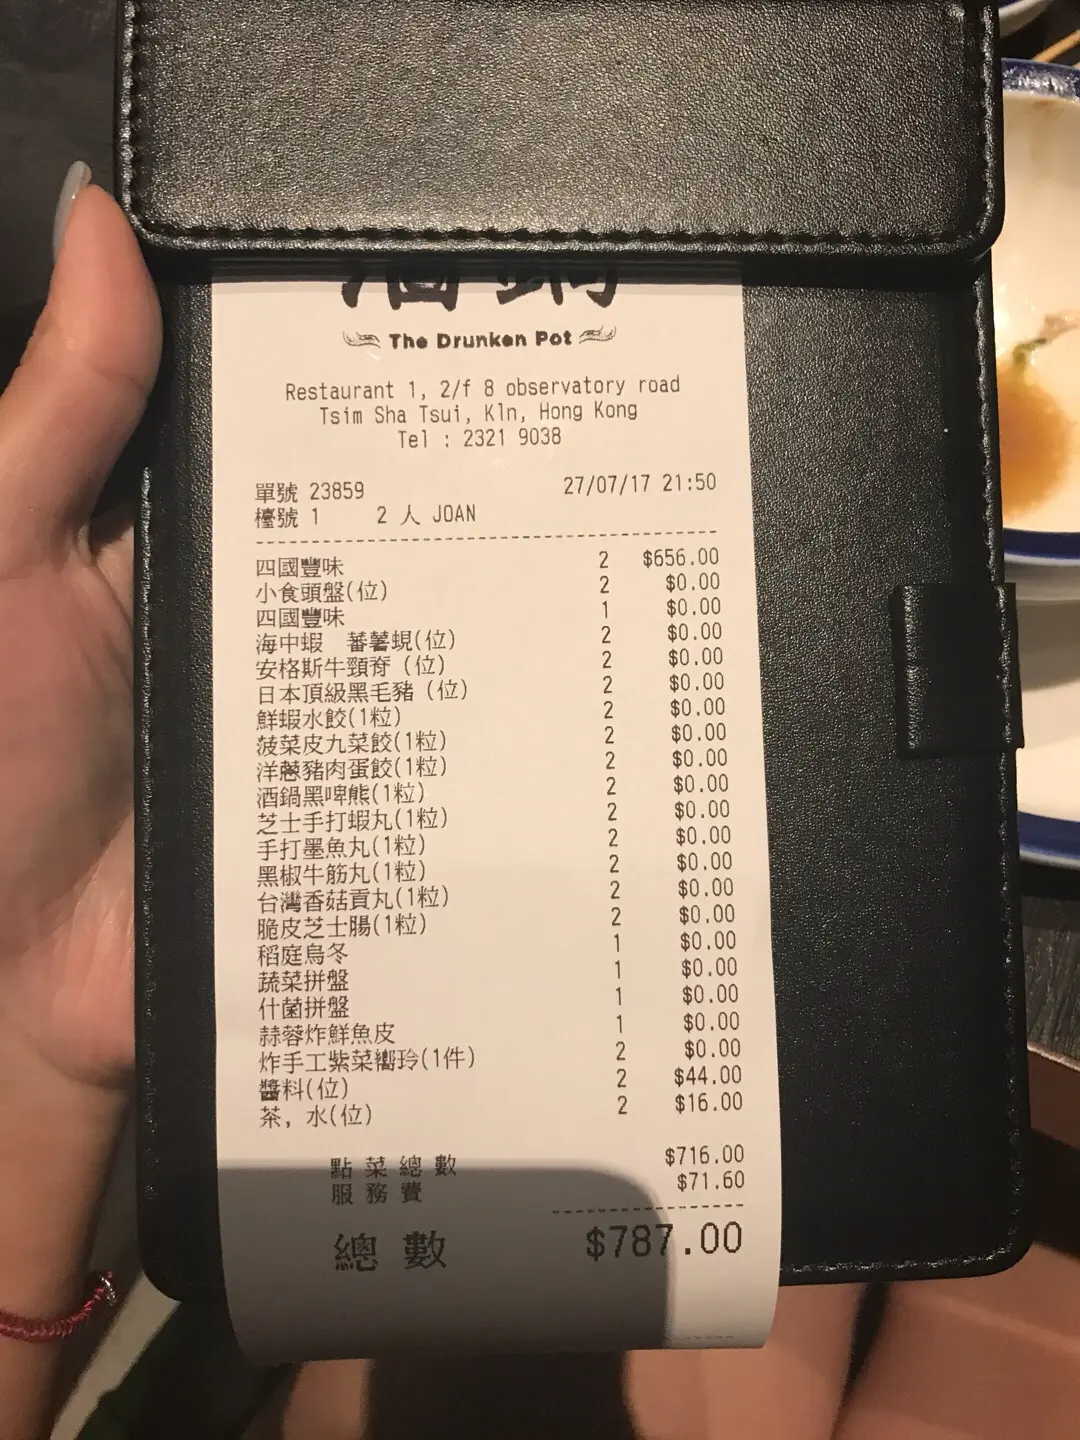 酒鍋
The Drunken Pot
Restaurant 1, 2/f 8 observatory road
Tsim Sha Tsui, Kln, Hong Kong
Tel : 2321 9038
單號 23859 27/07/17 21:50
檯號 1 2 人 JOAN
四國豐味 2 $656.00
小食頭盤(位) 2 $0.00
四國豐味 1 $0.00
海中蝦 蕃薯蜆(位) 2 $0.00
安格斯牛頸脊 (位) 2 $0.00
日本頂級黑毛豬 (位) 2 $0.00
鮮蝦水餃(1粒) 2 $0.00
菠菜皮九菜餃(1粒) 2 $0.00
洋蔥豬肉蛋餃(1粒) 2 $0.00
酒鍋黑啤熊(1粒) 2 $0.00
芝士手打蝦丸(1粒) 2 $0.00
手打墨魚丸(1粒) 2 $0.00
黑椒牛筋丸(1粒) 2 $0.00
台灣香菇貢丸(1粒) 2 $0.00
脆皮芝士腸(1粒) 2 $0.00
稻庭烏冬 1 $0.00
蔬菜拼盤 1 $0.00
什菌拼盤 1 $0.00
蒜蓉炸鮮魚皮 1 $0.00
炸手工紫菜嚮玲(1件) 2 $0.00
醬料(位) 2 $44.00
茶, 水(位) 2 $16.00
點菜總數 $716.00
服務費 $71.60
總數 $787.00